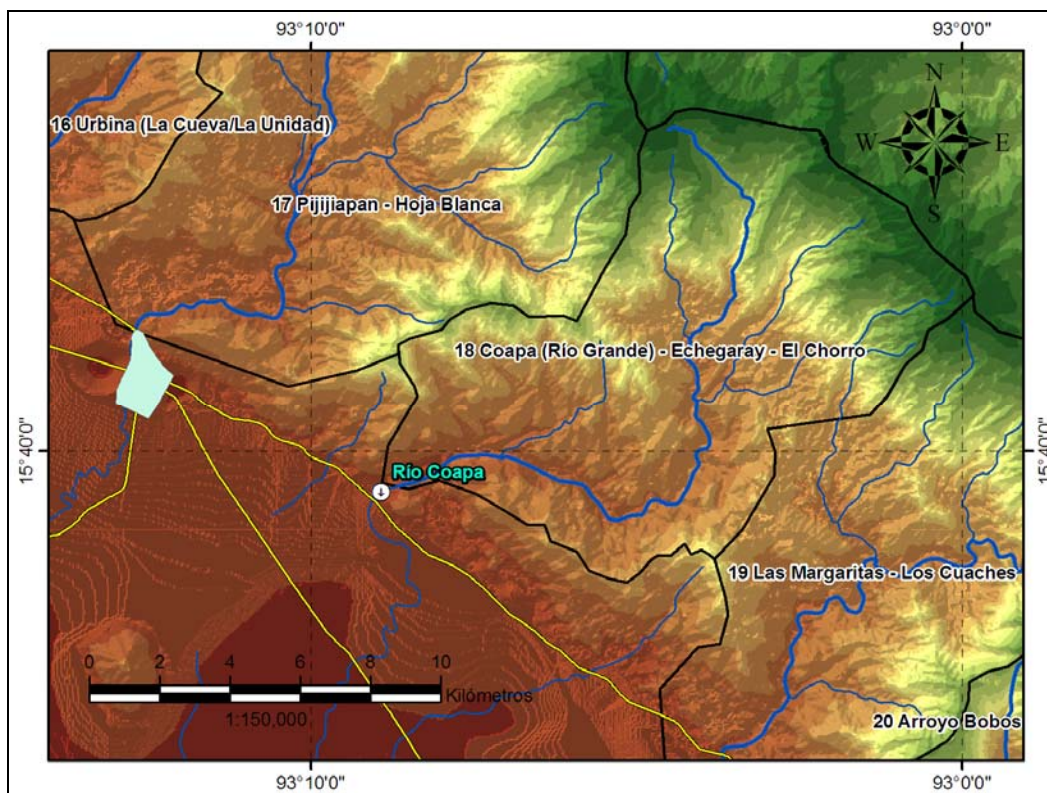 93°10'0"
93°0'0"
N
W
E
S
16 Urbina (La Cueva/La Unidad)
17 Pijijiapan - Hoja Blanca
18 Coapa (Río Grande) - Echegaray - El Chorro
15°40'0"
15°40'0"
Río Coapa
19 Las Margaritas - Los Cuaches
0 2 4 6 8 10
Kilómetros
1:150,000
20 Arroyo Bobos
93°10'0"
93°0'0"